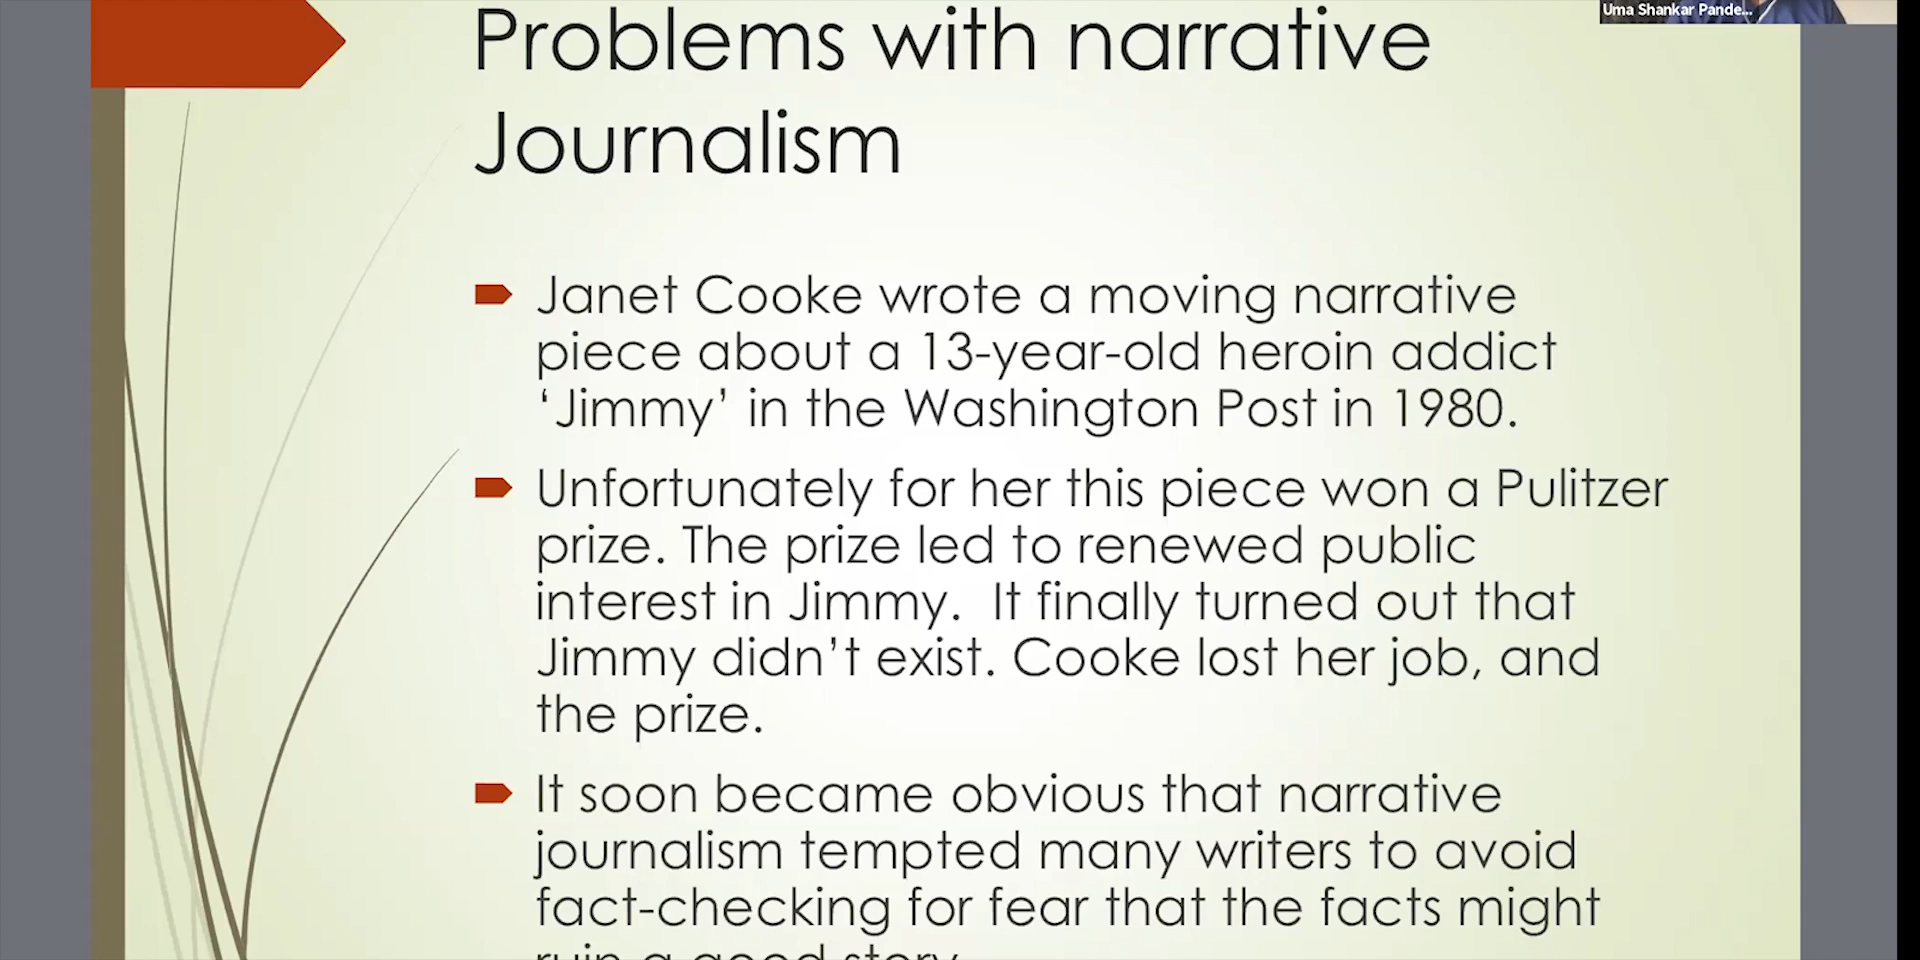 Uma Shankar Pande...
Problems with narrative
Journalism
Janet Cooke wrote a moving narrative
piece about a 13-year-old heroin addict
‘Jimmy’ in the Washington Post in 1980.
Unfortunately for her this piece won a Pulitzer
prize. The prize led to renewed public
interest in Jimmy.  It finally turned out that
Jimmy didn’t exist. Cooke lost her job, and
the prize.
It soon became obvious that narrative
journalism tempted many writers to avoid
fact-checking for fear that the facts might
ruin a good story.